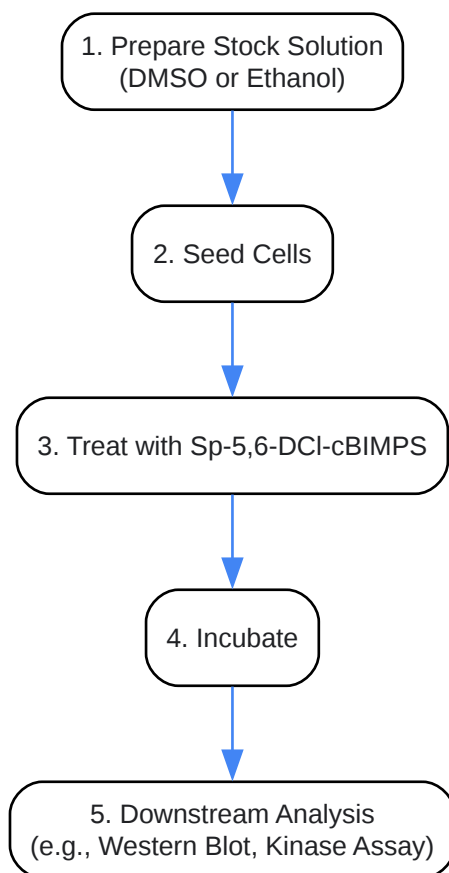 1. Prepare Stock Solution
(DMSO or Ethanol)
2. Seed Cells
3. Treat with Sp-5,6-DCl-cBIMPS
4. Incubate
5. Downstream Analysis
(e.g., Western Blot, Kinase Assay)